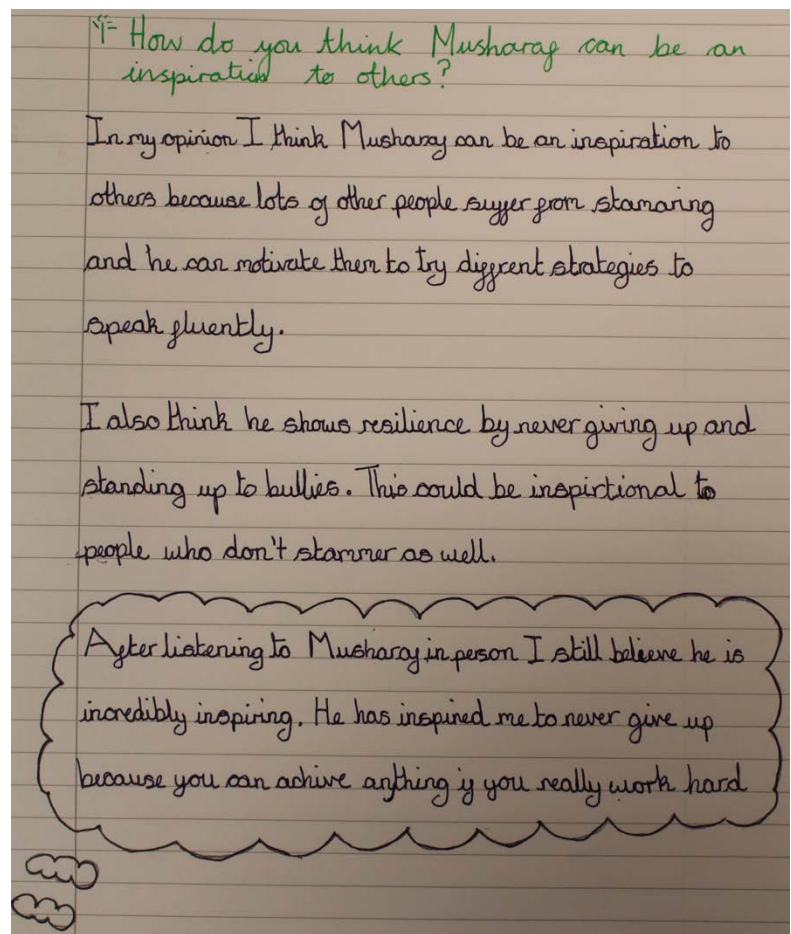 How do you think Musharaf can be an
inspiration to others?
In my opinion I think Musharaf can be an inspiration to
others because lots of other people suffer from stamaring
and he can motivate them to try diffrent strategies to
speak fluently.
I also think he shows resilience by never giving up and
standing up to bullies. This could be inspirtional to
people who don't stammer as well.
After listening to Musharaf in person I still believe he is
incredibly inspiring. He has inspired me to never give up
because you can achive anything if you really work hard